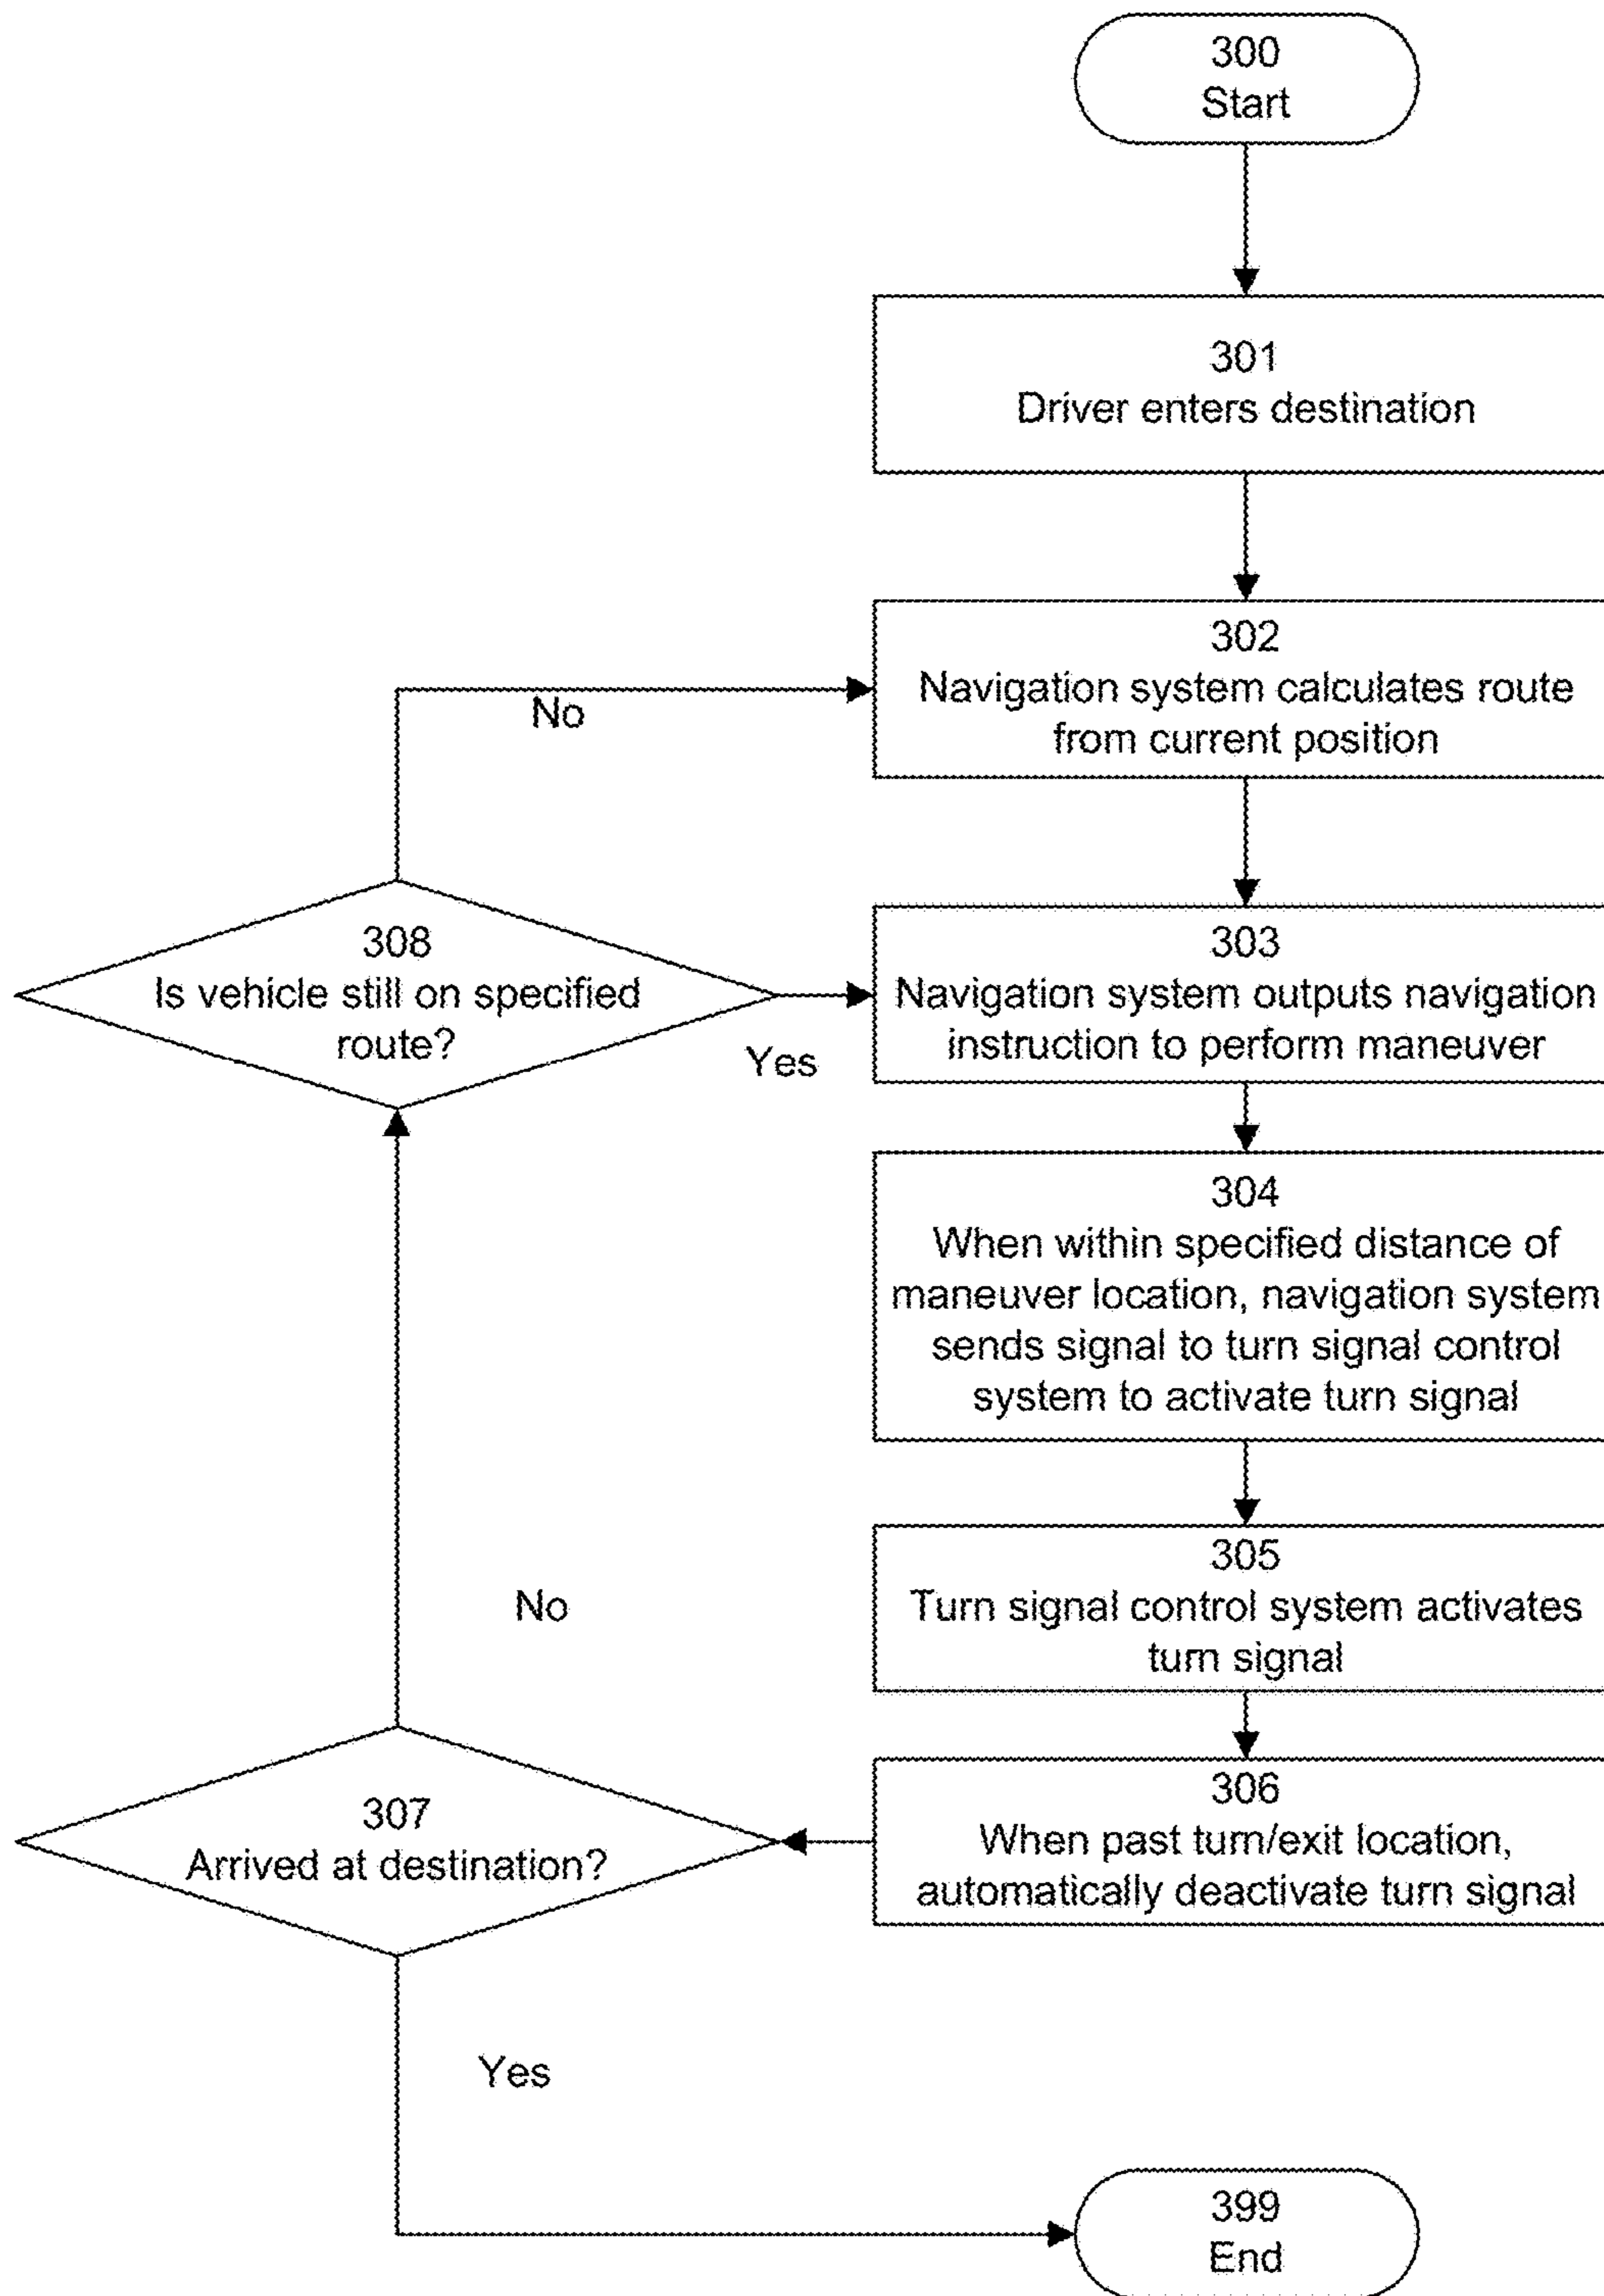 300
Start
301
Driver enters destination
302
Navigation system calculates route
from current position
No
308
Is vehicle still on specified
route?
Yes
303
Navigation system outputs navigation
instruction to perform maneuver
304
When within specified distance of
maneuver location, navigation system
sends signal to turn signal control
system to activate turn signal
305
Turn signal control system activates
turn signal
No
306
When past turn/exit location,
automatically deactivate turn signal
307
Arrived at destination?
Yes
399
End